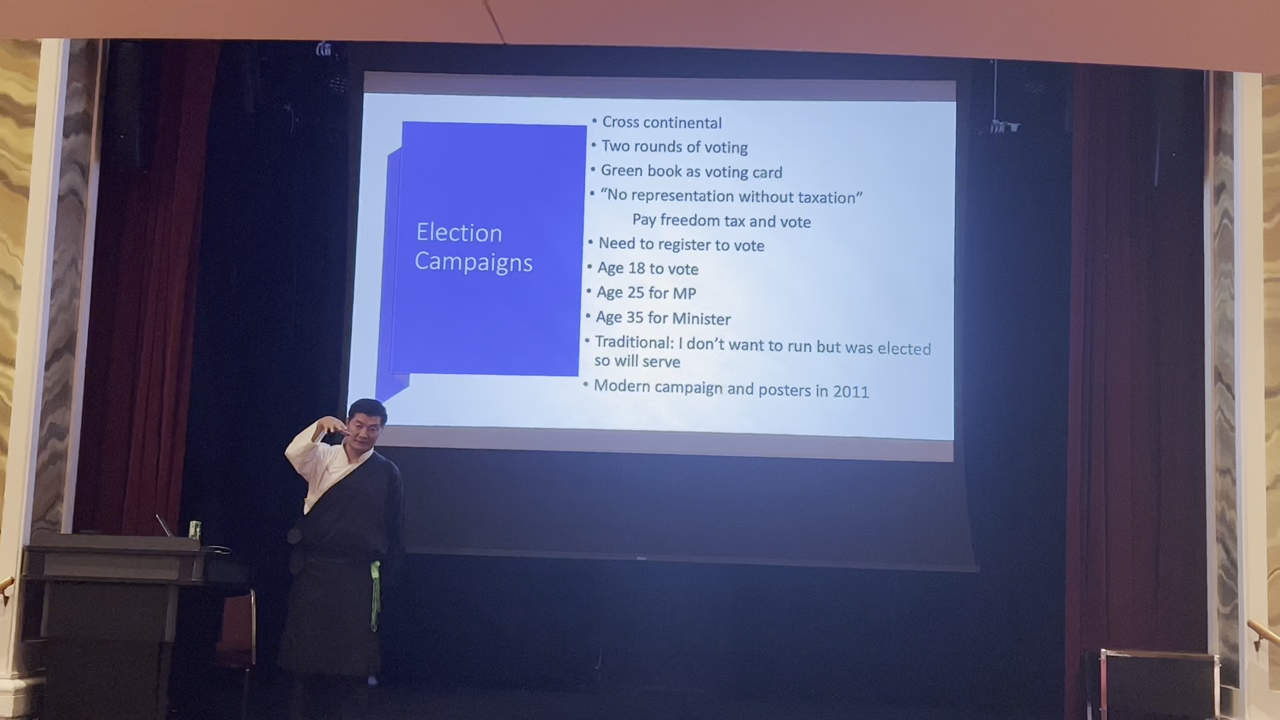 Election
Campaigns
• Cross continental
• Two rounds of voting
• Green book as voting card
• “No representation without taxation”
Pay freedom tax and vote
• Need to register to vote
• Age 18 to vote
• Age 25 for MP
• Age 35 for Minister
• Traditional: I don’t want to run but was elected
so will serve
• Modern campaign and posters in 2011